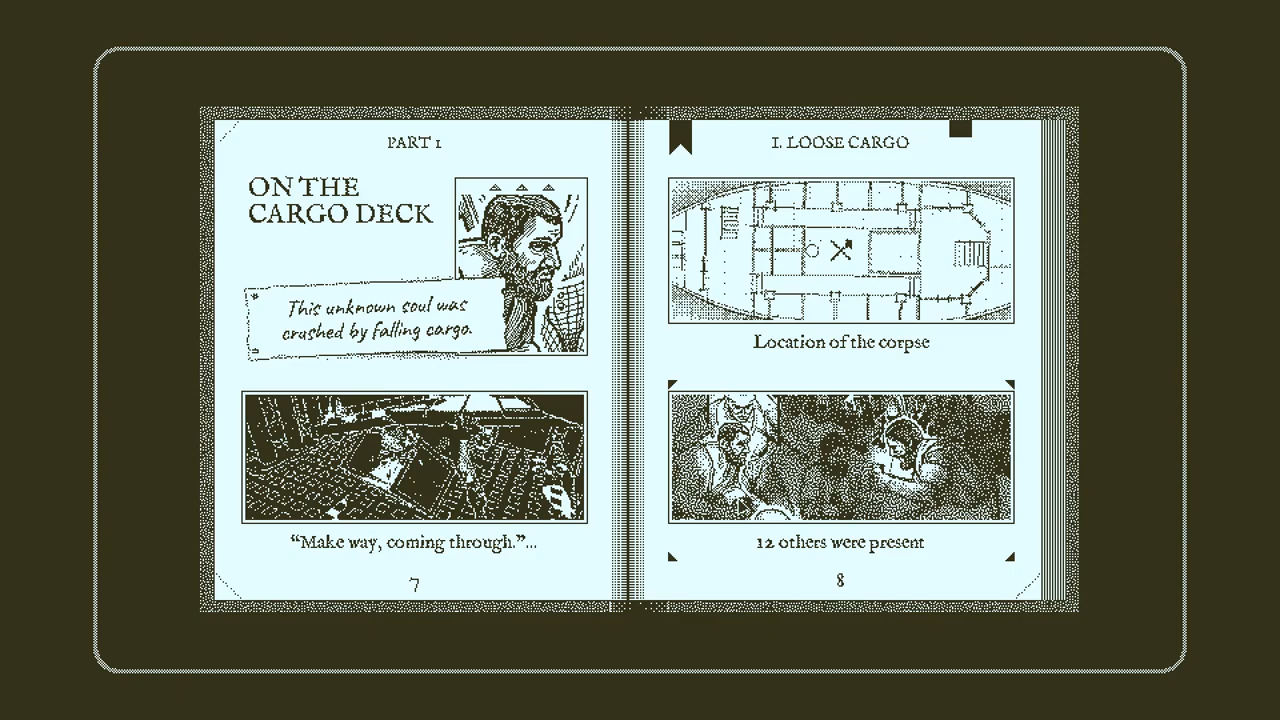 PART 1
ON THE
CARGO DECK
This unknown soul was
crushed by falling cargo.
“Make way, coming through.”...
7
I. LOOSE CARGO
Location of the corpse
12 others were present
8